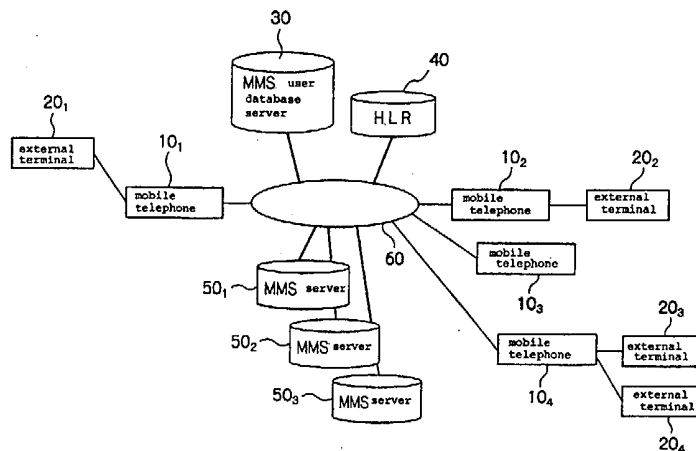 30
MMS user
database
server
40
HLR
20₁
external
terminal
10₁
mobile
telephone
10₂
mobile
telephone
20₂
external
terminal
60
mobile
telephone
10₃
50₁
MMS server
50₂
MMS server
50₃
MMS server
mobile
telephone
10₄
20₃
external
terminal
external
terminal
20₄